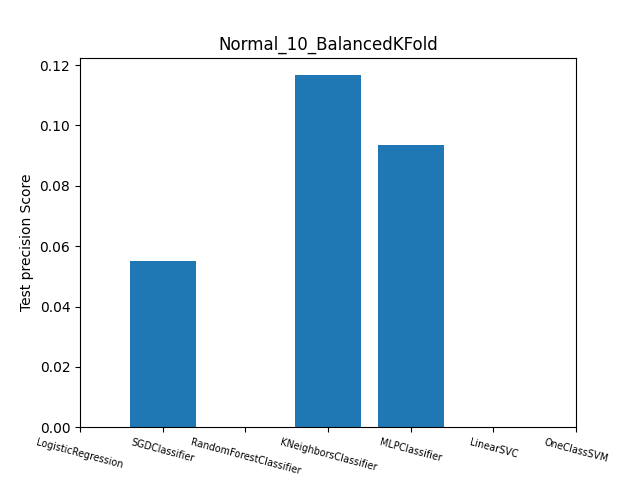 Normal_10_BalancedKFold
Test precision Score
0.12
0.10
0.08
0.06
0.04
0.02
0.00
LogisticRegression
SGDClassifier
RandomForestClassifier
KNeighborsClassifier
MLPClassifier
LinearSVC
OneClassSVM